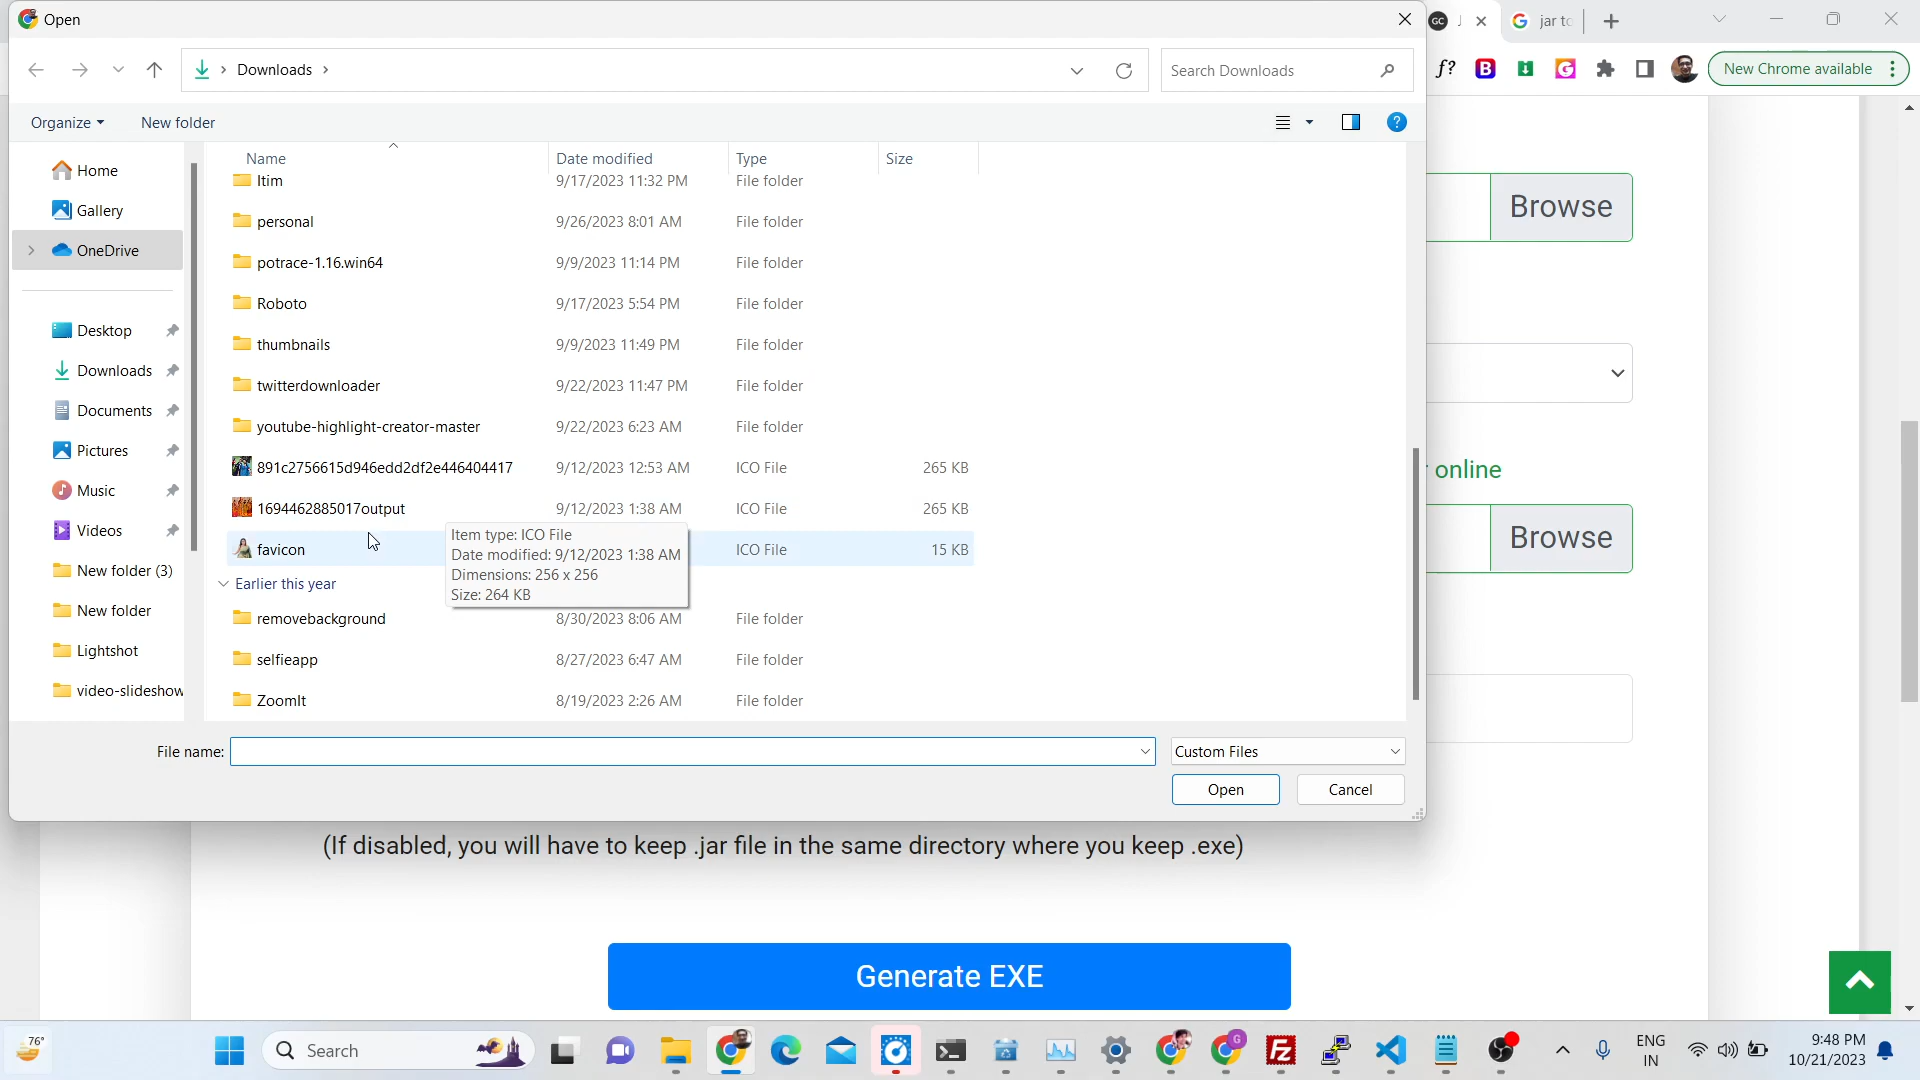 Open
jar to
Downloads
Search Downloads
New Chrome available
Organize
New folder
Name
Date modified
Type
Size
Home
Gallery
OneDrive
Desktop
Downloads
Documents
Pictures
Music
Videos
New folder (3)
New folder
Lightshot
video-slideshow
Itim 9/17/2023 11:32 PM File folder
personal 9/26/2023 8:01 AM File folder
potrace-1.16.win64 9/9/2023 11:14 PM File folder
Roboto 9/17/2023 5:54 PM File folder
thumbnails 9/9/2023 11:49 PM File folder
twitterdownloader 9/22/2023 11:47 PM File folder
youtube-highlight-creator-master 9/22/2023 6:23 AM File folder
891c2756615d946edd2df2e446404417 9/12/2023 12:53 AM ICO File 265 KB
1694462885017output 9/12/2023 1:38 AM ICO File 265 KB
favicon ICO File 15 KB
Item type: ICO File
Date modified: 9/12/2023 1:38 AM
Dimensions: 256 x 256
Size: 264 KB
Earlier this year
removebackground 8/30/2023 8:06 AM File folder
selfieapp 8/27/2023 6:47 AM File folder
ZoomIt 8/19/2023 2:26 AM File folder
File name:
Custom Files
Open
Cancel
Browse
online
Browse
(If disabled, you will have to keep .jar file in the same directory where you keep .exe)
Generate EXE
76°
Search
ENG
IN
9:48 PM
10/21/2023